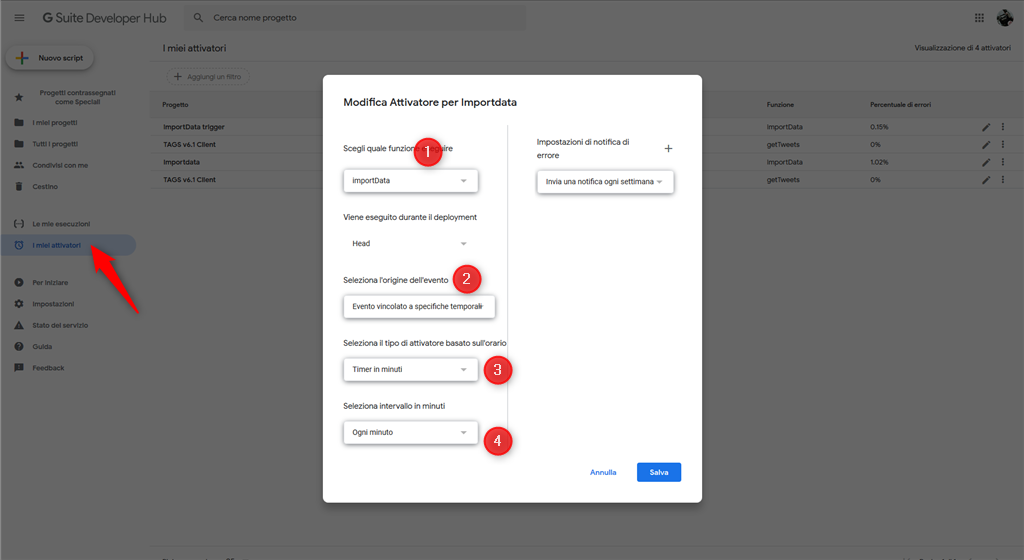 G Suite Developer Hub
Cerca nome progetto
Nuovo script
Progetti contrassegnati
come Speciali
I miei progetti
Tutti i progetti
Condivisi con me
Cestino
Le mie esecuzioni
I miei attivatori
Per iniziare
Impostazioni
Stato del servizio
Guida
Feedback
I miei attivatori
Visualizzazione di 4 attivatori
Aggiungi un filtro
Progetto
Funzione
Percentuale di errori
ImportData trigger
ImportData
0.15%
TAGS v6.1 Client
getTweets
0%
Importdata
ImportData
1.02%
TAGS v6.1 Client
getTweets
0%
Modifica Attivatore per Importdata
Scegli quale funzione eseguire
1
importData
Viene eseguito durante il deployment
Head
Seleziona l'origine dell'evento
2
Evento vincolato a specifiche temporali
Seleziona il tipo di attivatore basato sull'orario
Timer in minuti
3
Seleziona intervallo in minuti
Ogni minuto
4
Impostazioni di notifica di
errore
Invia una notifica ogni settimana
Annulla
Salva